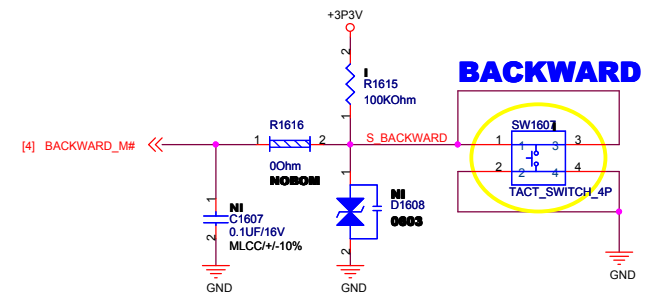 +3P3V
2
I
R1615
100KOhm
1
BACKWARD
R1616
[4] BACKWARD_M# 1 2 S_BACKWARD
0Ohm
NOBOM
SW1607
I
1 1 3 3
2 2 4 4
TACT_SWITCH_4P
1
NI
C1607
0.1UF/16V
MLCC/+/-10%
2
GND
1
NI
D1608
0603
2
GND
GND